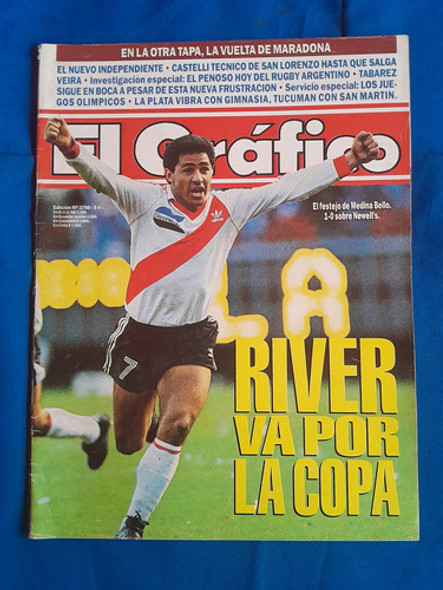 EN LA OTRA TAPA, LA VUELTA DE MARADONA
EL NUEVO INDEPENDIENTE • CASTELLI TECNICO DE SAN LORENZO HASTA QUE SALGA
VEIRA • Investigación especial: EL PENOSO HOY DEL RUGBY ARGENTINO • TABAREZ
SIGUE EN BOCA A PESAR DE ESTA NUEVA FRUSTRACION • Servicio especial: LOS JUE-
GOS OLIMPICOS • LA PLATA VIBRA CON GIMNASIA, TUCUMAN CON SAN MARTIN.
El Gráfico
El festejo de Medina Bello.
1-0 sobre Newell's.
7
LA
RIVER
VA POR
LA COPA